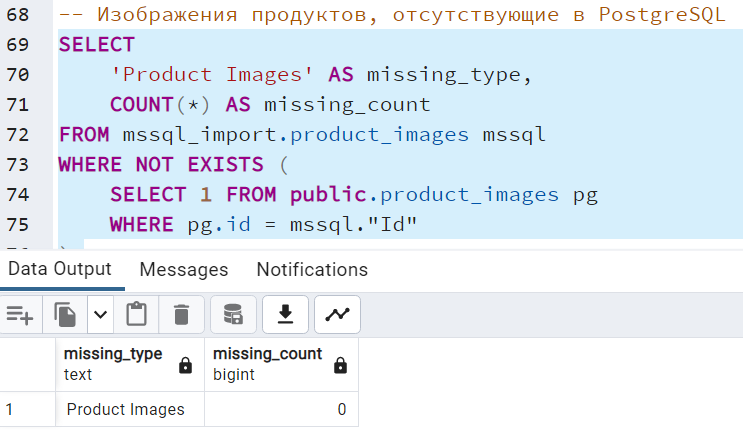 68 -- Изображения продуктов, отсутствующие в PostgreSQL
69 SELECT
70 'Product Images' AS missing_type,
71 COUNT(*) AS missing_count
72 FROM mssql_import.product_images mssql
73 WHERE NOT EXISTS (
74 SELECT 1 FROM public.product_images pg
75 WHERE pg.id = mssql."Id"
Data Output Messages Notifications
missing_type missing_count
text bigint
1 Product Images 0